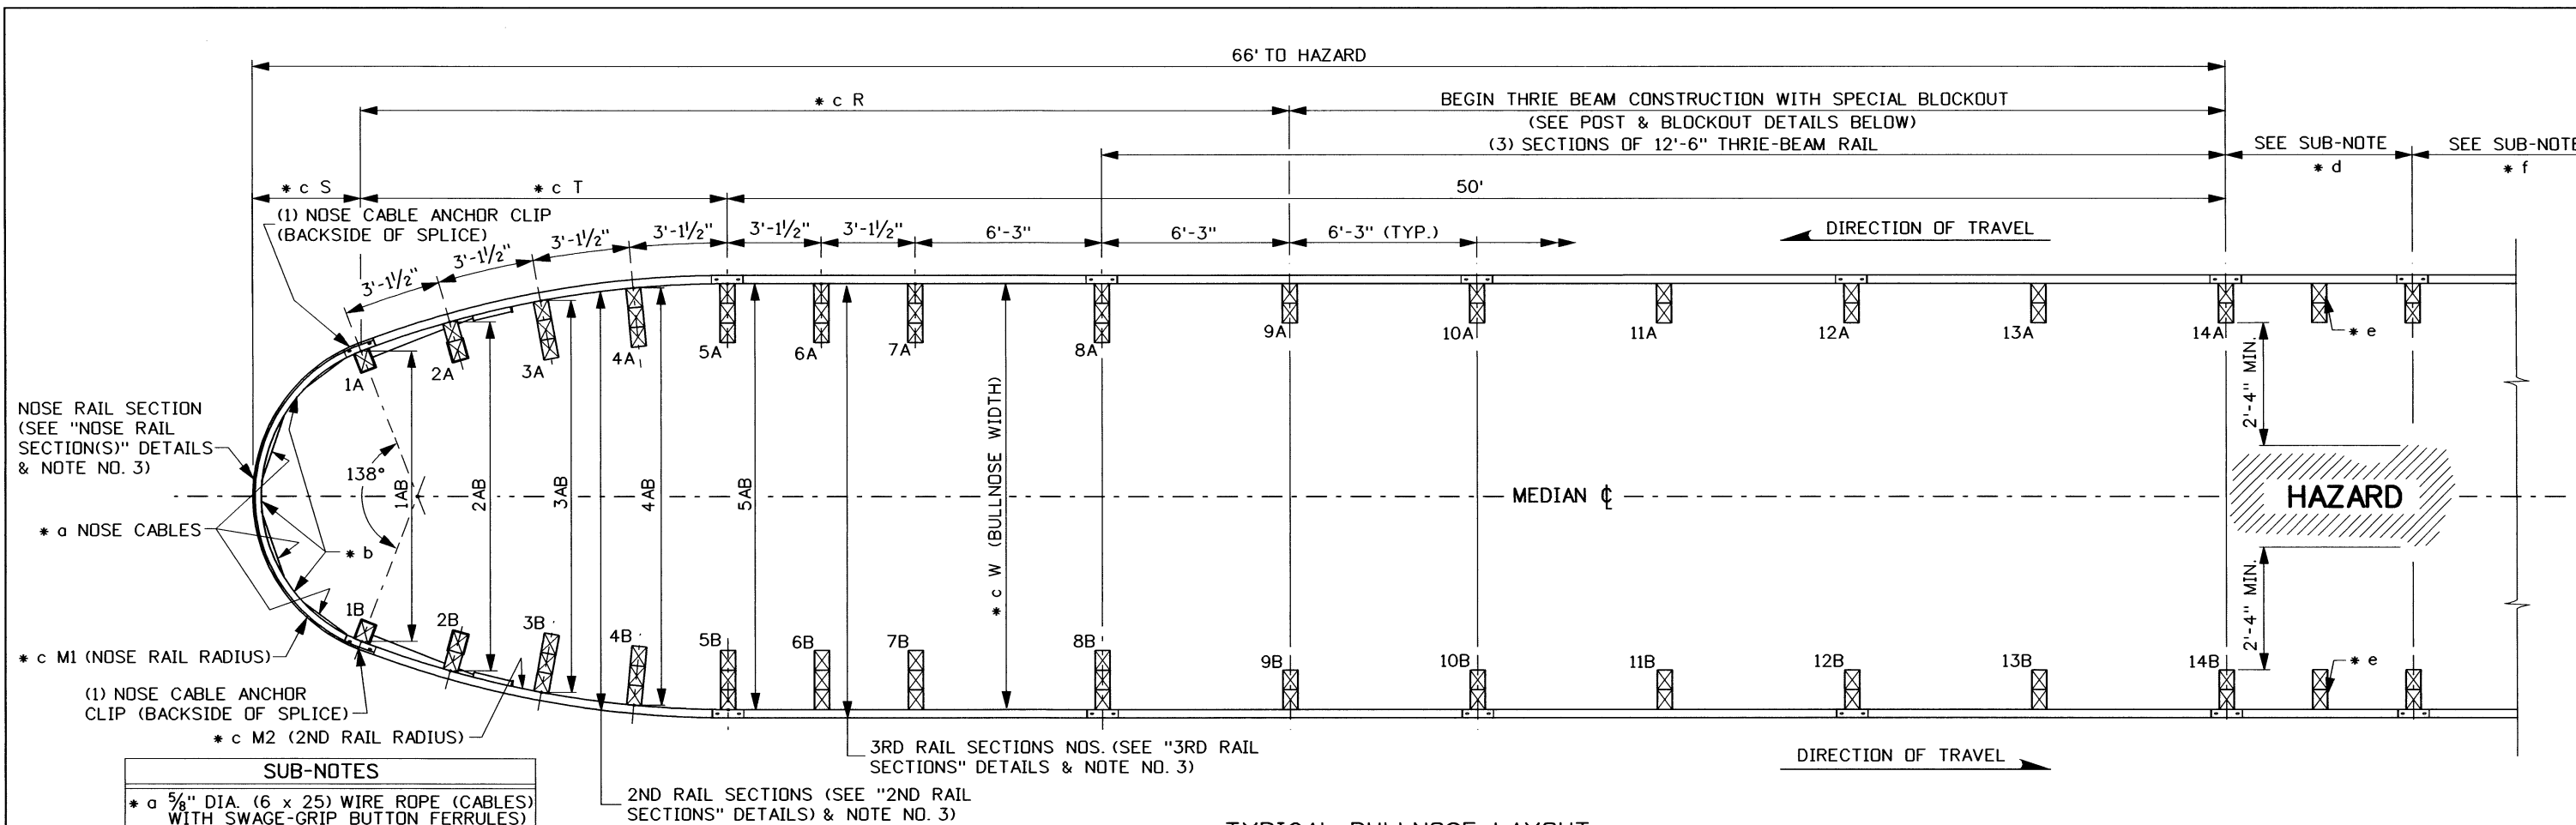 66' TO HAZARD
* c R
BEGIN THRIE BEAM CONSTRUCTION WITH SPECIAL BLOCKOUT
(SEE POST & BLOCKOUT DETAILS BELOW)
(3) SECTIONS OF 12'-6" THRIE-BEAM RAIL
SEE SUB-NOTE
* d
SEE SUB-NOTE
* f
* c S
* c T
50'
(1) NOSE CABLE ANCHOR CLIP
(BACKSIDE OF SPLICE)
3'-1½"
3'-1½"
3'-1½"
3'-1½"
3'-1½"
3'-1½"
6'-3"
6'-3"
6'-3" (TYP.)
DIRECTION OF TRAVEL
1A
2A
3A
4A
5A
6A
7A
8A
9A
10A
11A
12A
13A
14A
* e
2'-4" MIN.
NOSE RAIL SECTION
(SEE "NOSE RAIL
SECTION(S)" DETAILS
& NOTE NO. 3)
138°
1AB
2AB
3AB
4AB
5AB
* c W (BULLNOSE WIDTH)
MEDIAN ℄
HAZARD
* a NOSE CABLES
* b
2'-4" MIN.
1B
2B
3B
4B
5B
6B
7B
8B
9B
10B
11B
12B
13B
14B
* e
* c M1 (NOSE RAIL RADIUS)
(1) NOSE CABLE ANCHOR
CLIP (BACKSIDE OF SPLICE)
* c M2 (2ND RAIL RADIUS)
3RD RAIL SECTIONS NOS. (SEE "3RD RAIL
SECTIONS" DETAILS & NOTE NO. 3)
DIRECTION OF TRAVEL
2ND RAIL SECTIONS (SEE "2ND RAIL
SECTIONS" DETAILS) & NOTE NO. 3)
SUB-NOTES
* a ⅝" DIA. (6 x 25) WIRE ROPE (CABLES)
WITH SWAGE-GRIP BUTTON FERRULES)
TYPICAL BULLNOSE LAYOUT